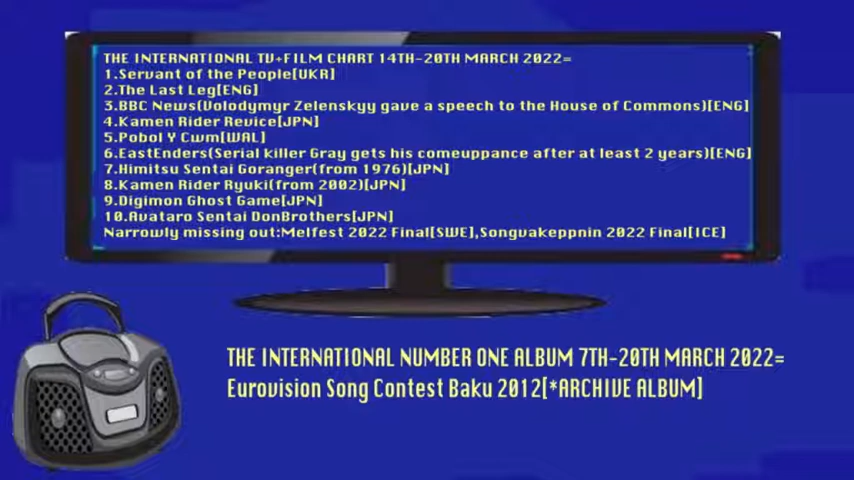 THE INTERNATIONAL TV+FILM CHART 14TH-20TH MARCH 2022=
1.Servant of the People[UKR]
2.The Last Leg[ENG]
3.BBC News(Volodymyr Zelenskyy gave a speech to the House of Commons)[ENG]
4.Kamen Rider Revice[JPN]
5.Pobol Y Cwm[WAL]
6.EastEnders(Serial killer Gray gets his comeuppance after at least 2 years)[ENG]
7.Himitsu Sentai Goranger(from 1976)[JPN]
8.Kamen Rider Ryuki(from 2002)[JPN]
9.Digimon Ghost Game[JPN]
10.Avataro Sentai DonBrothers[JPN]
Narrowly missing out:Melfest 2022 Final[SWE],Songvakeppnin 2022 Final[ICE]
THE INTERNATIONAL NUMBER ONE ALBUM 7TH-20TH MARCH 2022=
Eurovision Song Contest Baku 2012[*ARCHIVE ALBUM]